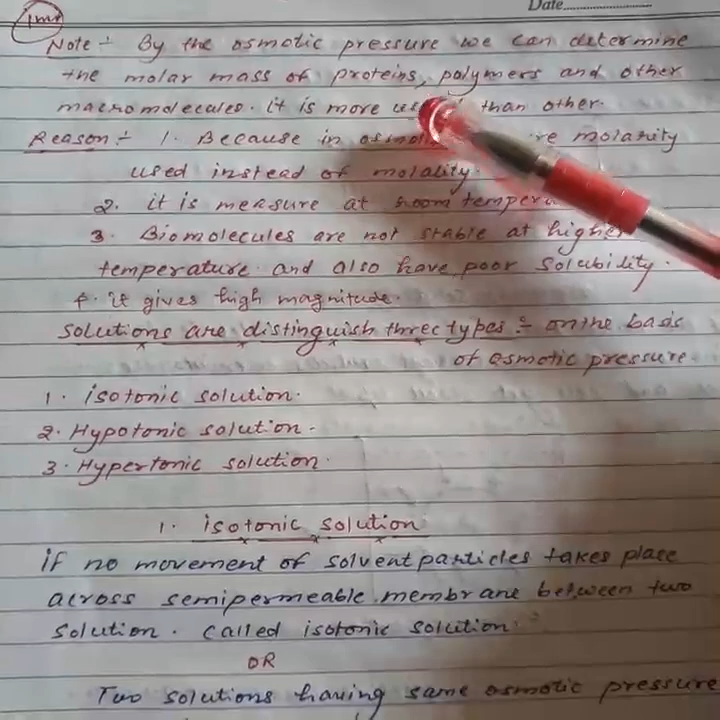 Date
1mr
Note ÷ By the osmotic pressure we can determine
the molar mass of proteins, polymers and other
macromolecules. it is more than other.
Reason :- 1. Because in molarity
used instead of molality.
2. it is measure at room
3. Biomolecules are not stable at
temperature and also have poor solubility.
4. it gives high magnitude.
solutions are distinguish three types :- on the basis
of osmotic pressure.
1. isotonic solution.
2. Hypotonic solution.
3. Hypertonic solution.
1. isotonic solution
if no movement of solvent particles takes place
across semipermeable membrane between two
solution. called isotonic solution.
OR
Two solutions having same osmotic pressure